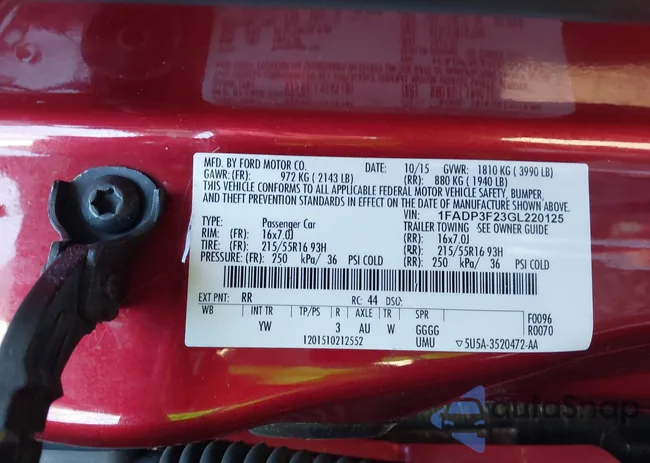 MFD. BY FORD MOTOR CO. DATE: 10/15 GVWR: 1810 KG ( 3990 LB)
GAWR: (FR) 972 KG ( 2143 LB) (RR) 880 KG ( 1940 LB)
THIS VEHICLE CONFORMS TO ALL APPLICABLE FEDERAL MOTOR VEHICLE SAFETY, BUMPER,
AND THEFT PREVENTION STANDARDS IN EFFECT ON THE DATE OF MANUFACTURE SHOWN ABOVE.
VIN: 1FADP3F23GL220125
TYPE: Passenger Car TRAILER TOWING — SEE OWNER GUIDE
RIM: (FR) 16x7.0J (RR): 16x7.0J
TIRE: (FR) 215/55R16 93H (RR): 215/55R16 93H
PRESSURE: (FR) 250 kPa/ 36 PSI COLD (RR) 250 kPa/ 36 PSI COLD
EXT PNT: RR RC: 44 DSO:
WB INT TR TP/PS R AXLE TR SPR F0096
YW 3 AU W GGGG R0070
1201510212552 UMU ▽5U5A-3520472-AA
autoSnap